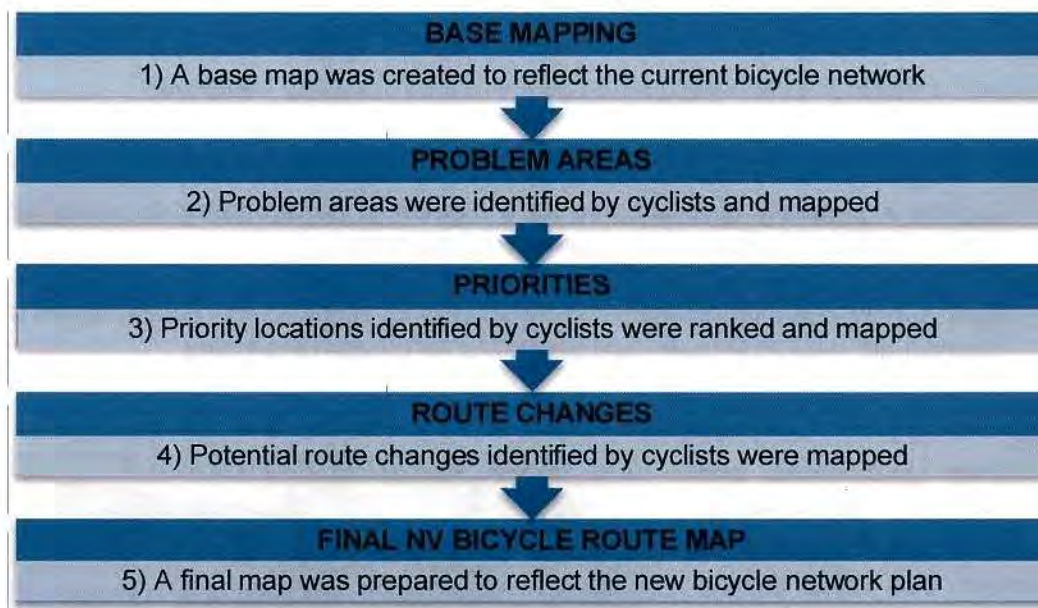 BASE MAPPING
1) A base map was created to reflect the current bicycle network
PROBLEM AREAS
2) Problem areas were identified by cyclists and mapped
PRIORITIES
3) Priority locations identified by cyclists were ranked and mapped
ROUTE CHANGES
4) Potential route changes identified by cyclists were mapped
FINAL NV BICYCLE ROUTE MAP
5) A final map was prepared to reflect the new bicycle network plan